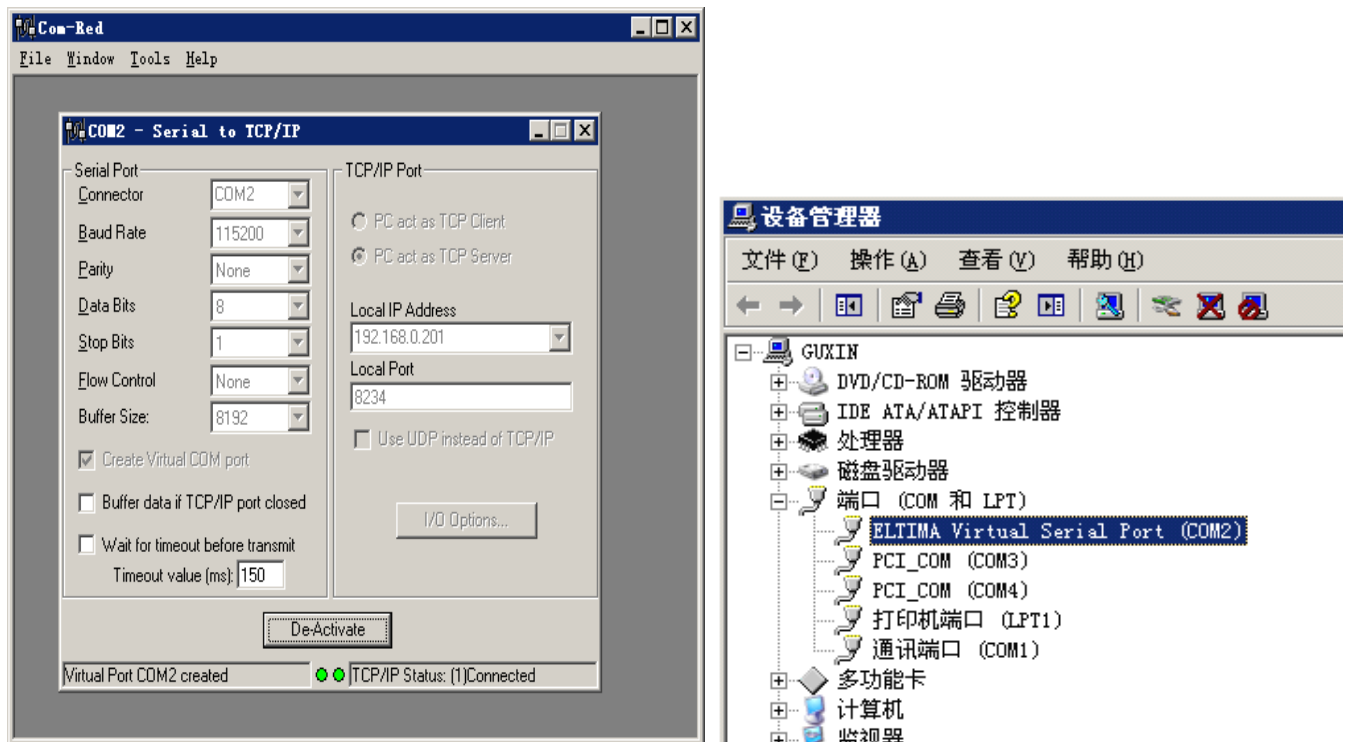 Com-Red
File Window Tools Help
COM2 - Serial to TCP/IP
Serial Port
Connector COM2
Baud Rate 115200
Parity None
Data Bits 8
Stop Bits 1
Flow Control None
Buffer Size: 8192
Create Virtual COM port
Buffer data if TCP/IP port closed
Wait for timeout before transmit
Timeout value (ms): 150
TCP/IP Port
PC act as TCP Client
PC act as TCP Server
Local IP Address
192.168.0.201
Local Port
8234
Use UDP instead of TCP/IP
I/O Options...
De-Activate
Virtual Port COM2 created
TCP/IP Status: (1)Connected
设备管理器
文件(F) 操作(A) 查看(V) 帮助(H)
GUXIN
DVD/CD-ROM 驱动器
IDE ATA/ATAPI 控制器
处理器
磁盘驱动器
端口 (COM 和 LPT)
ELTIMA Virtual Serial Port (COM2)
PCI_COM (COM3)
PCI_COM (COM4)
打印机端口 (LPT1)
通讯端口 (COM1)
多功能卡
计算机
监视器